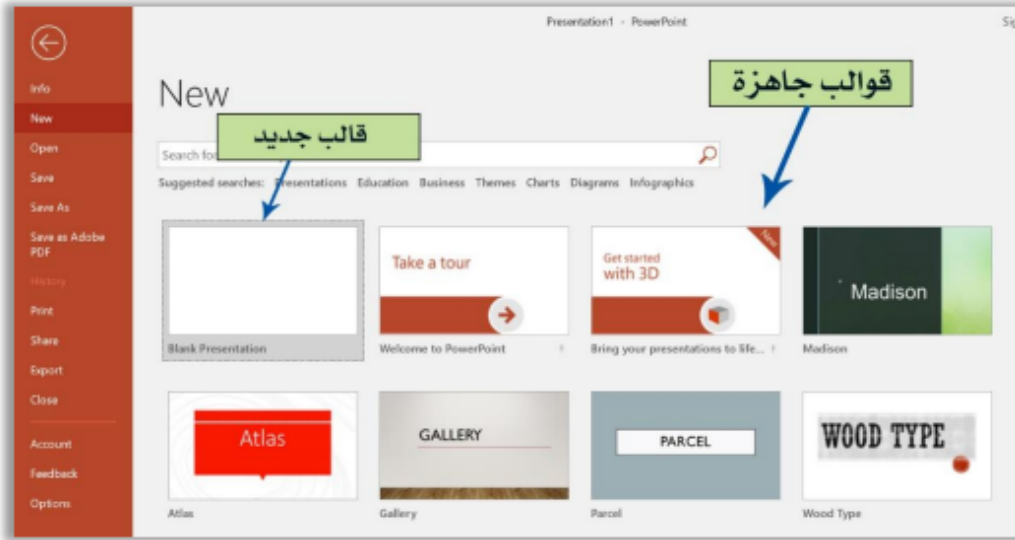 Presentation1 - PowerPoint
Info
New
Open
Save
Save As
Save as Adobe
PDF
History
Print
Share
Export
Close
Account
Feedback
Options
New
قوالب جاهزة
قالب جديد
Search for
Suggested searches: Presentations Education Business Themes Charts Diagrams Infographics
Take a tour
Get started
with 3D
New
Madison
Blank Presentation
Welcome to PowerPoint
Bring your presentations to life...
Madison
Atlas
GALLERY
PARCEL
WOOD TYPE
Atlas
Gallery
Parcel
Wood Type